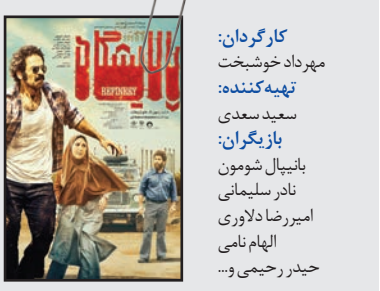 کارگردان:
مهرداد خوشبخت
تهیه‌کننده:
سعید سعدی
بازیگران:
بانیپال شومون
نادر سلیمانی
امیررضا دلاوری
الهام نامی
حیدر رحیمی و...
پالایشگاه
REFINERY